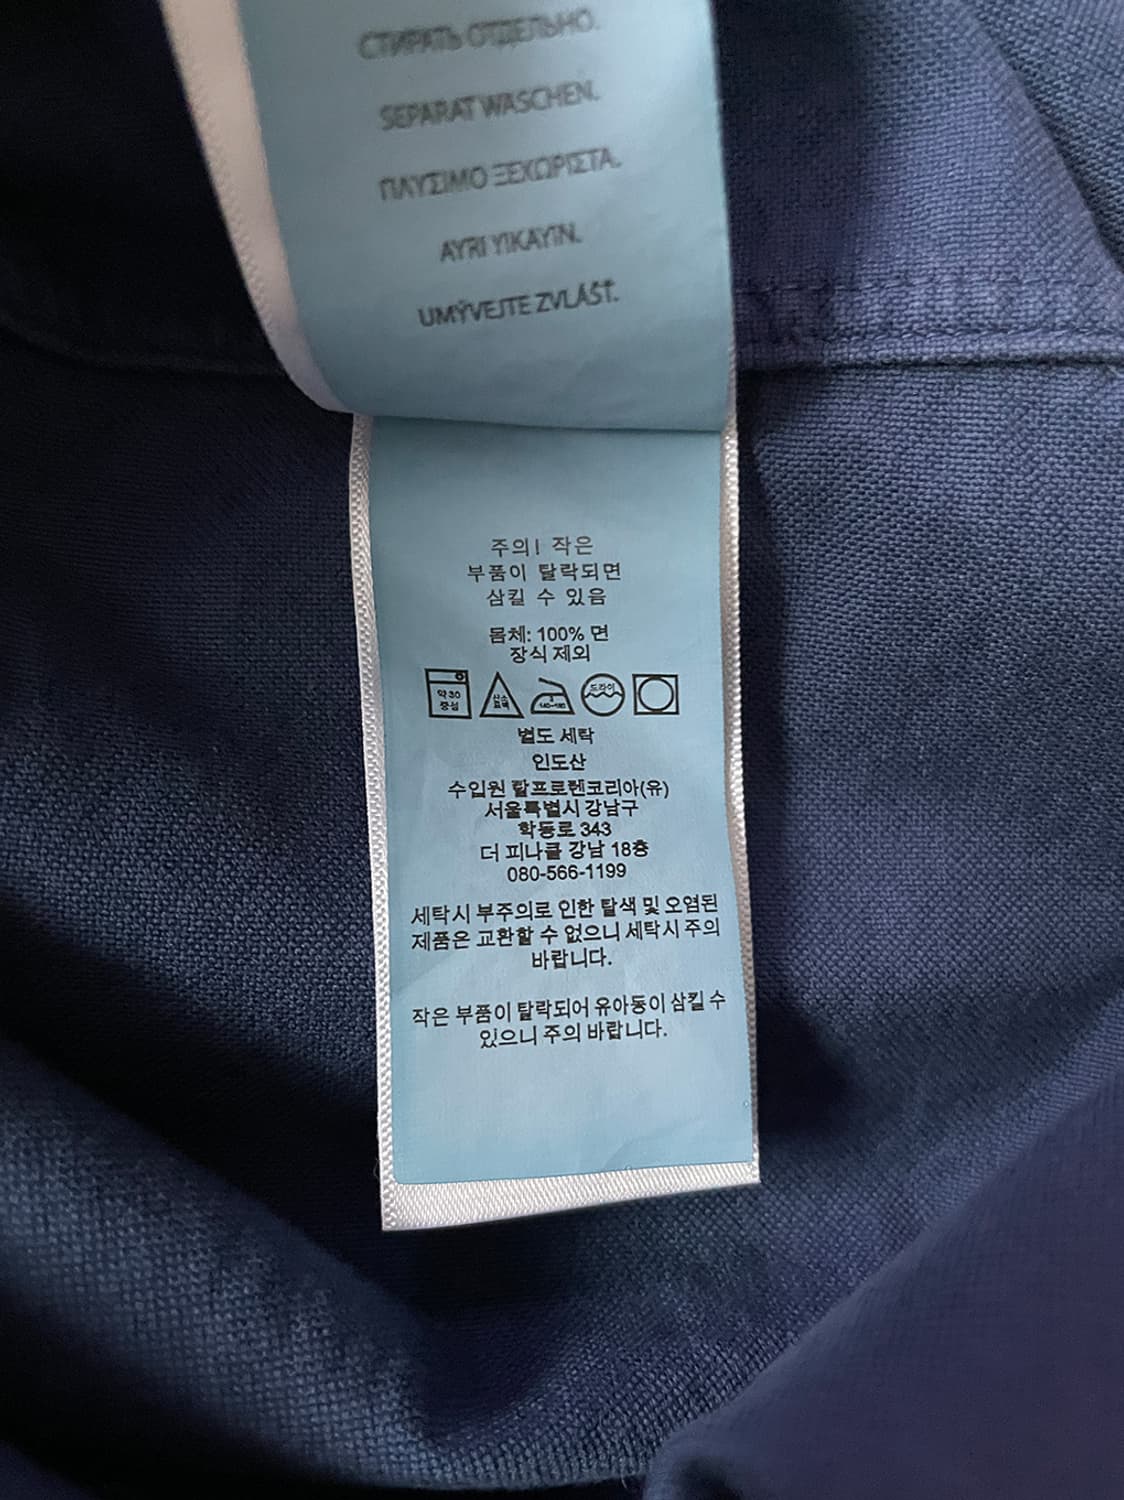 СТИРАТЬ ОТДЕЛЬНО.
SEPARAT WASCHEN.
ΠΛΥΣΙΜΟ ΞΕΧΩΡΙΣΤΑ.
AYRI YIKAYIN.
UMÝVEJTE ZVLÁŠŤ.
주의! 작은
부품이 탈락되면
삼킬 수 있음
몸체: 100% 면
장식 제외
약 30
중성
산소
표백
드라이
별도 세탁
인도산
수입원 랄프로렌코리아(유)
서울특별시 강남구
학동로 343
더 피나클 강남 18층
080-566-1199
세탁시 부주의로 인한 탈색 및 오염된
제품은 교환할 수 없으니 세탁시 주의
바랍니다.
작은 부품이 탈락되어 유아동이 삼킬 수
있으니 주의 바랍니다.